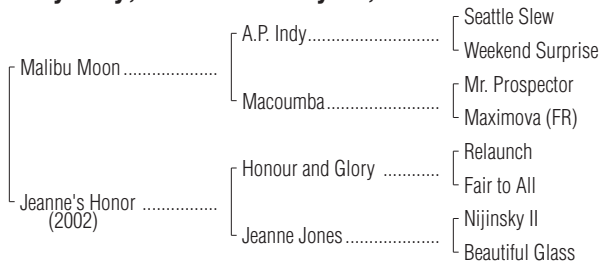 Seattle Slew
A.P. Indy
Weekend Surprise
Malibu Moon
Mr. Prospector
Macoumba
Maximova (FR)
Relaunch
Honour and Glory
Fair to All
Jeanne's Honor
(2002)
Nijinsky II
Jeanne Jones
Beautiful Glass